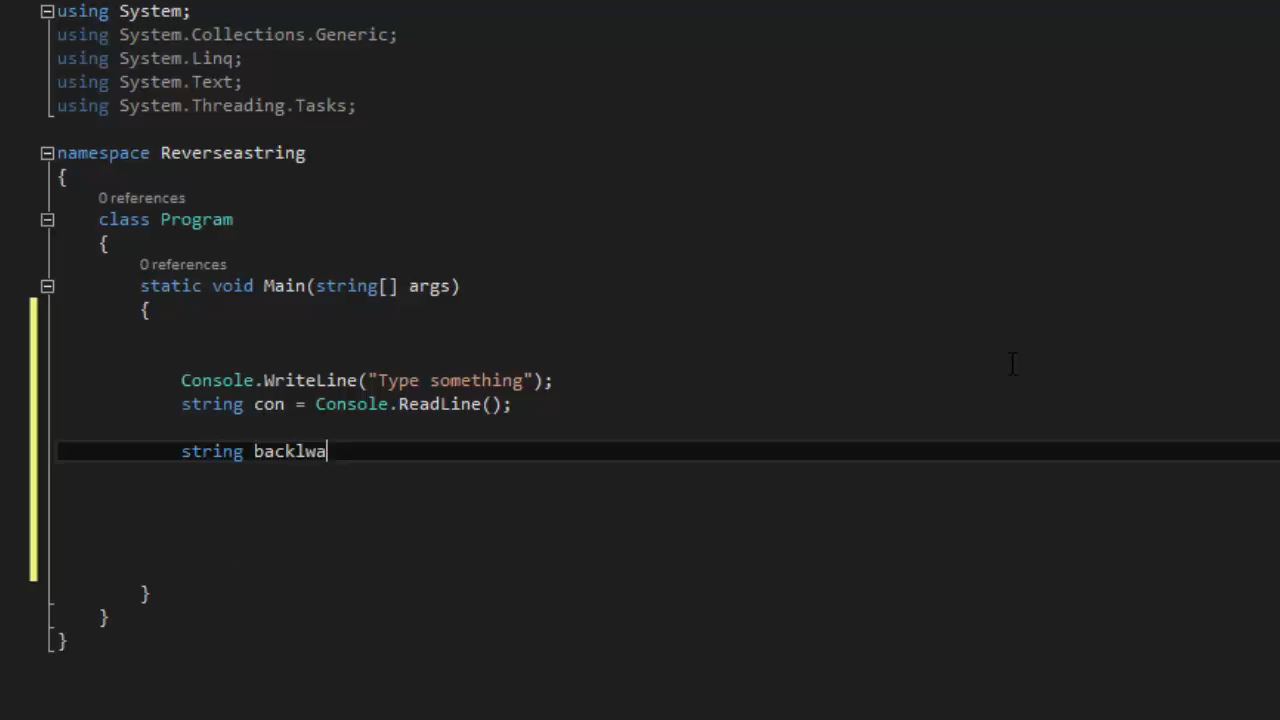 using System;
using System.Collections.Generic;
using System.Linq;
using System.Text;
using System.Threading.Tasks;
namespace Reverseastring
{
0 references
class Program
{
0 references
static void Main(string[] args)
{
Console.WriteLine("Type something");
string con = Console.ReadLine();
string backlwa
}
}
}